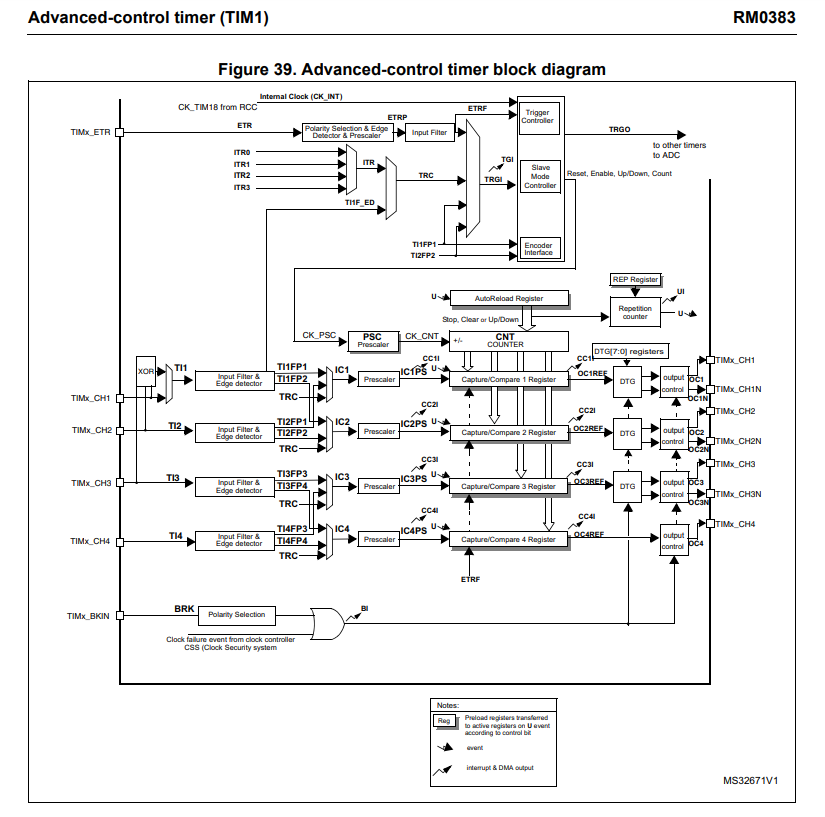 Advanced-control timer (TIM1)
RM0383
Figure 39. Advanced-control timer block diagram
Internal Clock (CK_INT)
CK_TIM18 from RCC
TIMx_ETR
ETR
Polarity Selection & Edge
Detector & Prescaler
ETRP
Input Filter
ETRF
Trigger
Controller
TRGO
to other timers
to ADC
ITR0
ITR1
ITR2
ITR3
ITR
TRC
TI1F_ED
TGI
TRGI
Slave
Mode
Controller
Reset, Enable, Up/Down, Count
TI1FP1
TI2FP2
Encoder
Interface
REP Register
UI
Repetition
counter
U
U
AutoReload Register
Stop, Clear or Up/Down
CK_PSC
PSC
Prescaler
CK_CNT
+/-
CNT
COUNTER
DTG[7:0] registers
XOR
TI1
Input Filter &
Edge detector
TI1FP1
TI1FP2
TRC
IC1
Prescaler
IC1PS
CC1I
U
Capture/Compare 1 Register
CC1I
OC1REF
DTG
output
control
OC1
OC1N
TIMx_CH1
TIMx_CH1N
TIMx_CH1
TIMx_CH2
TI2
Input Filter &
Edge detector
TI2FP1
TI2FP2
TRC
IC2
Prescaler
IC2PS
CC2I
U
Capture/Compare 2 Register
CC2I
OC2REF
DTG
output
control
OC2
OC2N
TIMx_CH2
TIMx_CH2N
TIMx_CH3
TI3
Input Filter &
Edge detector
TI3FP3
TI3FP4
TRC
IC3
Prescaler
IC3PS
CC3I
U
Capture/Compare 3 Register
CC3I
OC3REF
DTG
output
control
OC3
OC3N
TIMx_CH3
TIMx_CH3N
TIMx_CH4
TI4
Input Filter &
Edge detector
TI4FP3
TI4FP4
TRC
IC4
Prescaler
IC4PS
CC4I
U
Capture/Compare 4 Register
CC4I
OC4REF
output
control
OC4
TIMx_CH4
ETRF
TIMx_BKIN
BRK
Polarity Selection
BI
Clock failure event from clock controller
CSS (Clock Security system
Notes:
Reg
Preload registers transferred
to active registers on U event
according to control bit
event
interrupt & DMA output
MS32671V1